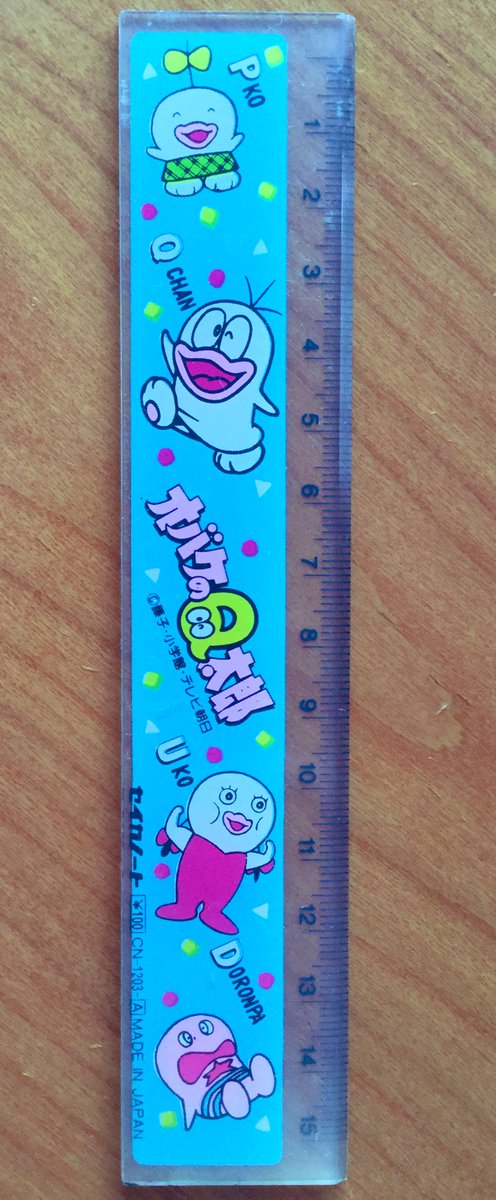 P KO
Q CHAN
オバケのQ太郎
©藤子・小学館・テレビ朝日
U KO
DORONPA
セイカノート ¥100 CN-1203-A MADE IN JAPAN
1 2 3 4 5 6 7 8 9 10 11 12 13 14 15